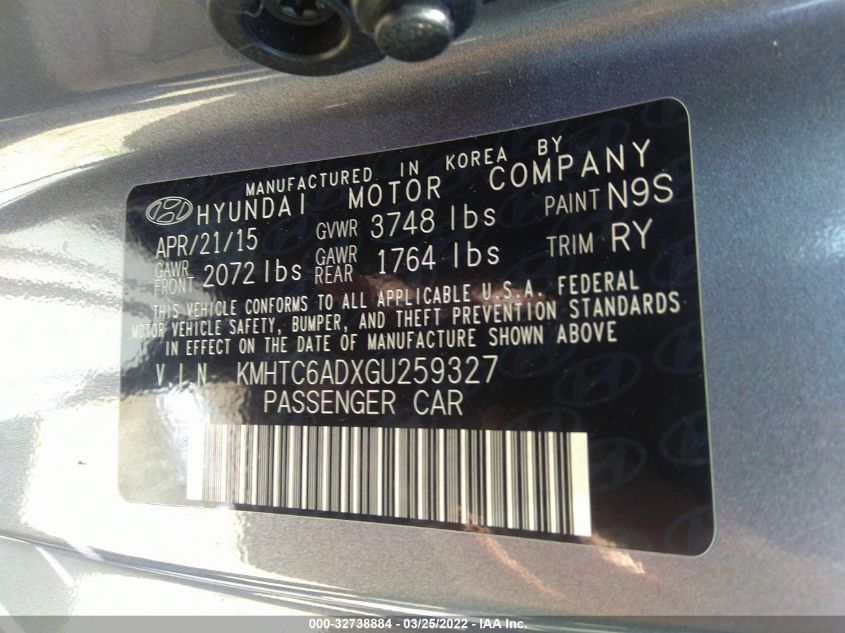 MANUFACTURED IN KOREA BY
HYUNDAI MOTOR COMPANY
APR/21/15 GVWR 3748 lbs PAINT N9S
GAWR FRONT 2072 lbs GAWR REAR 1764 lbs TRIM RY
THIS VEHICLE CONFORMS TO ALL APPLICABLE U.S.A. FEDERAL
MOTOR VEHICLE SAFETY, BUMPER, AND THEFT PREVENTION STANDARDS
IN EFFECT ON THE DATE OF MANUFACTURE SHOWN ABOVE
V.I.N KMHTC6ADXGU259327
PASSENGER CAR
000-32738884 / 03/25/2022 — IAA Inc.